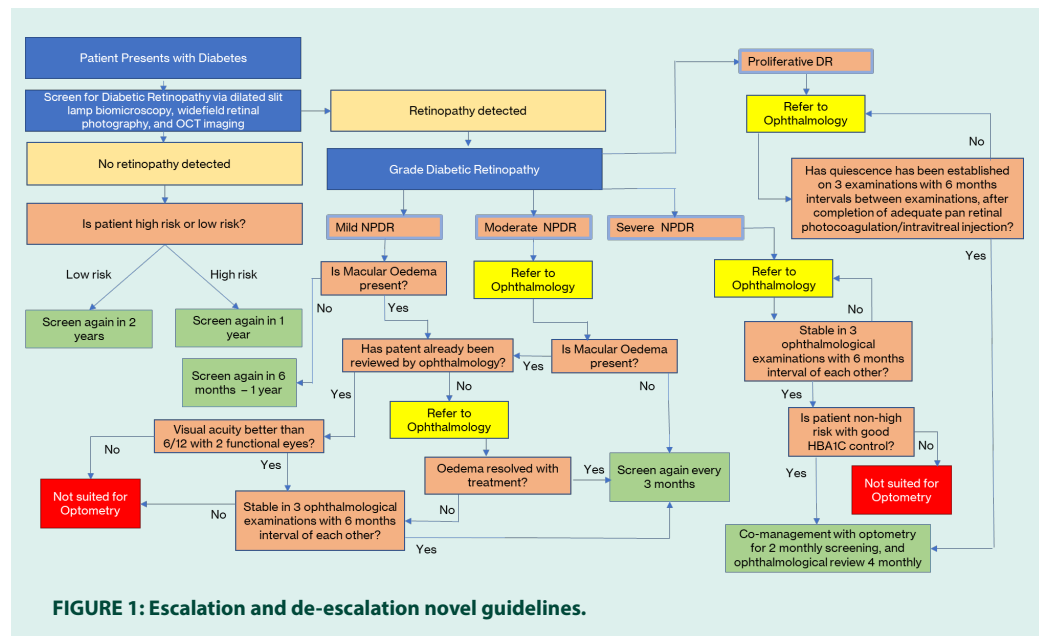 Patient Presents with Diabetes
Screen for Diabetic Retinopathy via dilated slit
lamp biomicroscopy, widefield retinal
photography, and OCT imaging
Retinopathy detected
No retinopathy detected
Grade Diabetic Retinopathy
Is patient high risk or low risk?
Low risk
High risk
Screen again in 2
years
Screen again in 1
year
Mild NPDR
Moderate NPDR
Severe NPDR
Proliferative DR
Refer to
Ophthalmology
No
Has quiescence has been established
on 3 examinations with 6 months
intervals between examinations, after
completion of adequate pan retinal
photocoagulation/intravitreal injection?
Yes
Is Macular Oedema
present?
No
Yes
Screen again in 6
months – 1 year
Refer to
Ophthalmology
Is Macular Oedema
present?
Yes
No
Has patent already been
reviewed by ophthalmology?
Yes
No
Refer to
Ophthalmology
Visual acuity better than
6/12 with 2 functional eyes?
No
Yes
Not suited for
Optometry
Oedema resolved with
treatment?
Yes
No
Screen again every
3 months
Stable in 3 ophthalmological
examinations with 6 months
interval of each other?
No
Yes
Refer to
Ophthalmology
No
Stable in 3
ophthalmological
examinations with 6 months
interval of each other?
Yes
Is patient non-high
risk with good
HBA1C control?
No
Yes
Not suited for
Optometry
Co-management with optometry
for 2 monthly screening, and
ophthalmological review 4 monthly
FIGURE 1: Escalation and de-escalation novel guidelines.